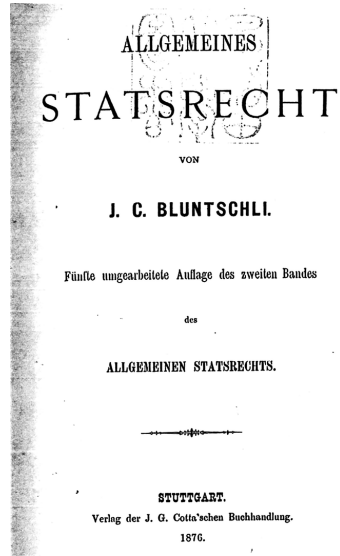 ALLGEMEINES
STATSRECHT
VON
J. C. BLUNTSCHLI.
Fünfte umgearbeitete Auflage des zweiten Bandes
des
ALLGEMEINEN STATSRECHTS.
STUTTGART.
Verlag der J. G. Cotta'schen Buchhandlung.
1876.